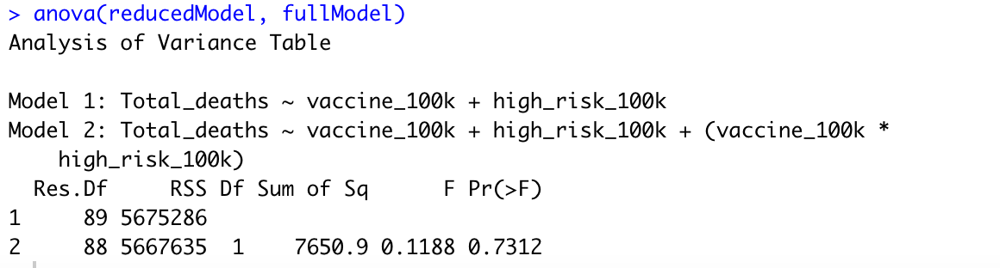 > anova(reducedModel, fullModel)
Analysis of Variance Table
Model 1: Total_deaths ~ vaccine_100k + high_risk_100k
Model 2: Total_deaths ~ vaccine_100k + high_risk_100k + (vaccine_100k *
    high_risk_100k)
  Res.Df     RSS Df Sum of Sq      F Pr(>F)
1     89 5675286
2     88 5667635  1    7650.9 0.1188 0.7312